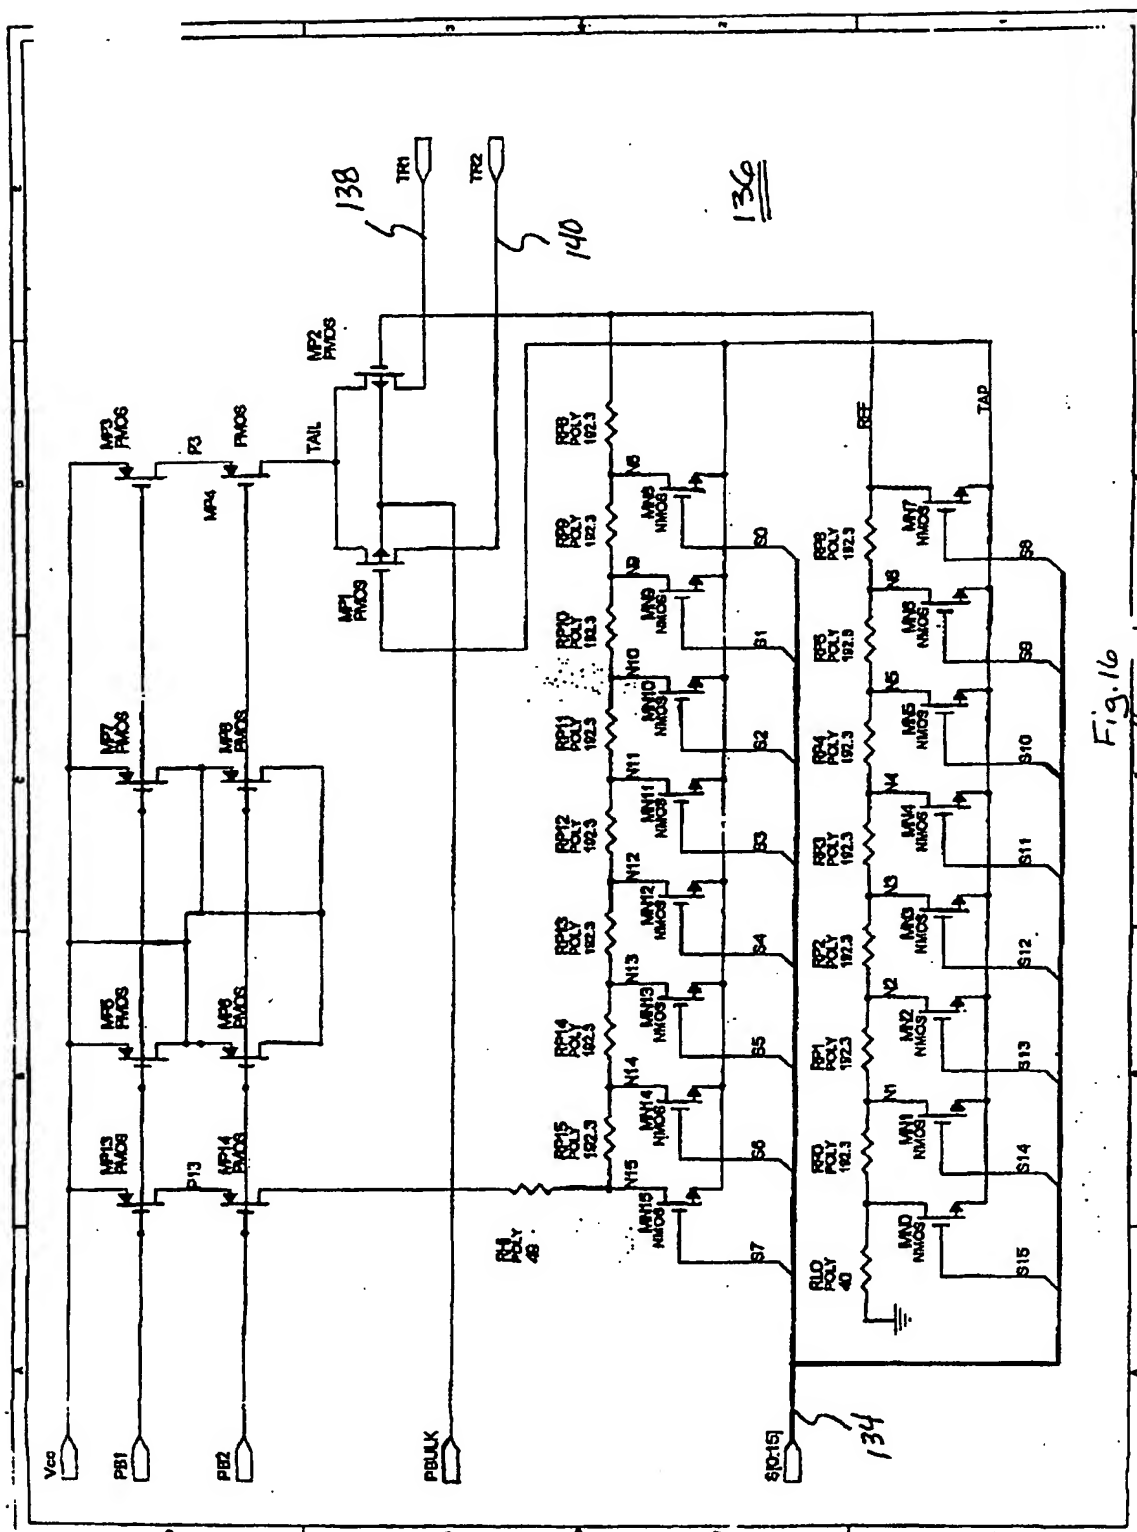 Vcc
PB1
PB2
PBULK
S[0:15]
134
MP13
PMOS
P13
MP14
PMOS
MP5
PMOS
MP6
PMOS
MP7
PMOS
MP8
PMOS
MP3
PMOS
P3
MP4
PMOS
TAIL
MP1
PMOS
MP2
PMOS
138
TR1
TR2
140
136
RHI
POLY
RP15
POLY
192.3
RP14
POLY
192.3
RP13
POLY
192.3
RP12
POLY
192.3
RP11
POLY
192.3
RP10
POLY
192.3
RP9
POLY
192.3
RP8
POLY
192.3
N15
N14
N13
N12
N11
N10
N9
MN15
NMOS
MN14
NMOS
MN13
NMOS
MN12
NMOS
MN11
NMOS
MN10
NMOS
MN9
NMOS
MN8
NMOS
S7
S6
S5
S4
S3
S2
S1
S0
RLO
POLY
40
RP0
POLY
192.3
RP1
POLY
192.3
RP2
POLY
192.3
RP3
POLY
192.3
RP4
POLY
192.3
RP5
POLY
192.3
POLY
192.3
REF
TAP
N1
N2
N3
N4
N5
N6
MN0
NMOS
MN1
NMOS
MN2
NMOS
MN3
NMOS
MN4
NMOS
MN5
NMOS
MN6
NMOS
MN7
NMOS
S15
S14
S13
S12
S11
S10
S9
S8
Fig. 16